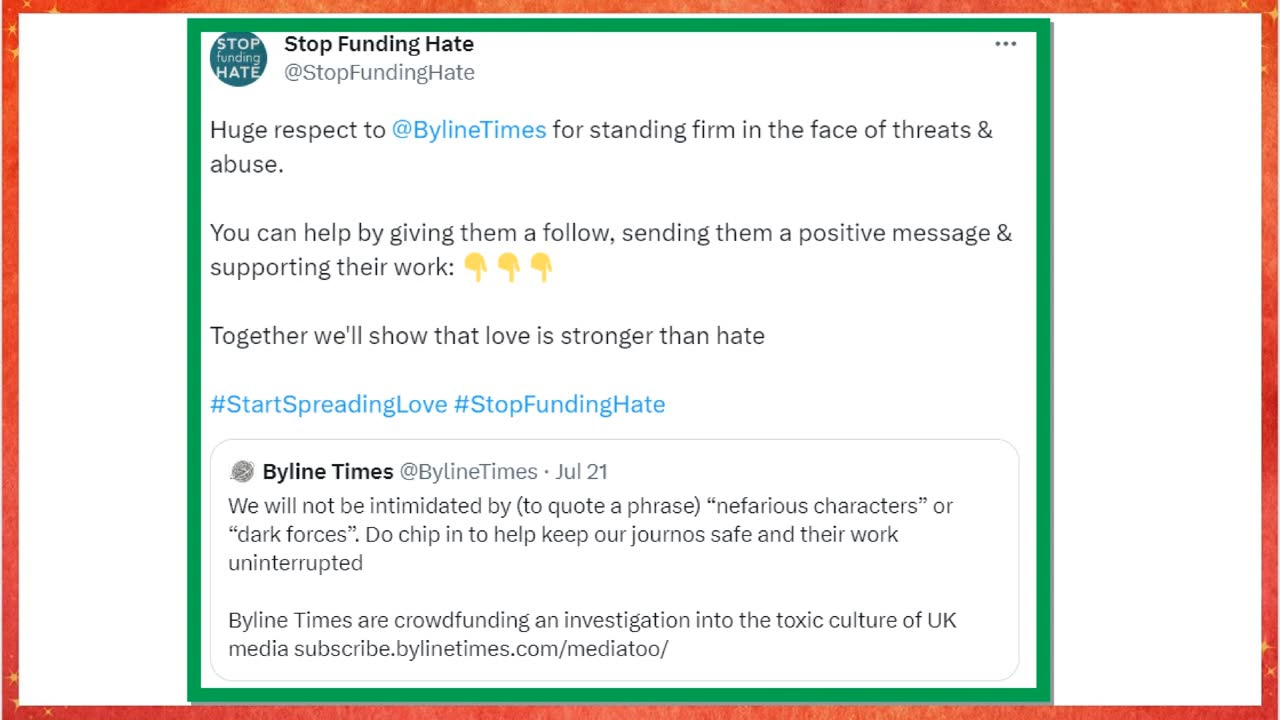 STOP
funding
HATE
Stop Funding Hate
@StopFundingHate
Huge respect to @BylineTimes for standing firm in the face of threats &
abuse.
You can help by giving them a follow, sending them a positive message &
supporting their work: 👇👇👇
Together we'll show that love is stronger than hate
#StartSpreadingLove #StopFundingHate
Byline Times @BylineTimes · Jul 21
We will not be intimidated by (to quote a phrase) “nefarious characters” or
“dark forces”. Do chip in to help keep our journos safe and their work
uninterrupted
Byline Times are crowdfunding an investigation into the toxic culture of UK
media subscribe.bylinetimes.com/mediatoo/